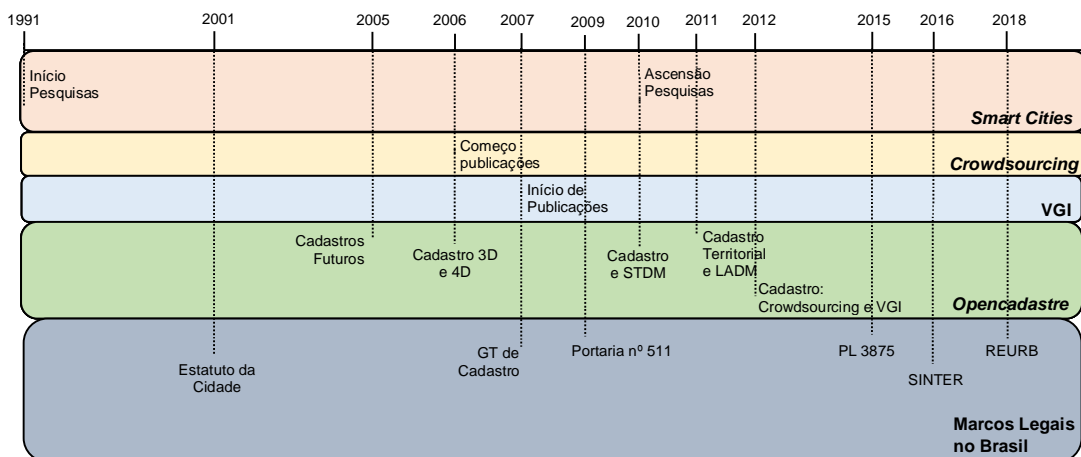 1991 2001 2005 2006 2007 2009 2010 2011 2012 2015 2016 2018
Início
Pesquisas
Ascensão
Pesquisas
Smart Cities
Começo
publicações
Crowdsourcing
Início de
Publicações
VGI
Cadastros
Futuros
Cadastro 3D
e 4D
Cadastro
e STDM
Cadastro
Territorial
e LADM
Cadastro:
Crowdsourcing e VGI
Opencadastre
Estatuto da
Cidade
GT de
Cadastro
Portaria nº 511
PL 3875
SINTER
REURB
Marcos Legais
no Brasil